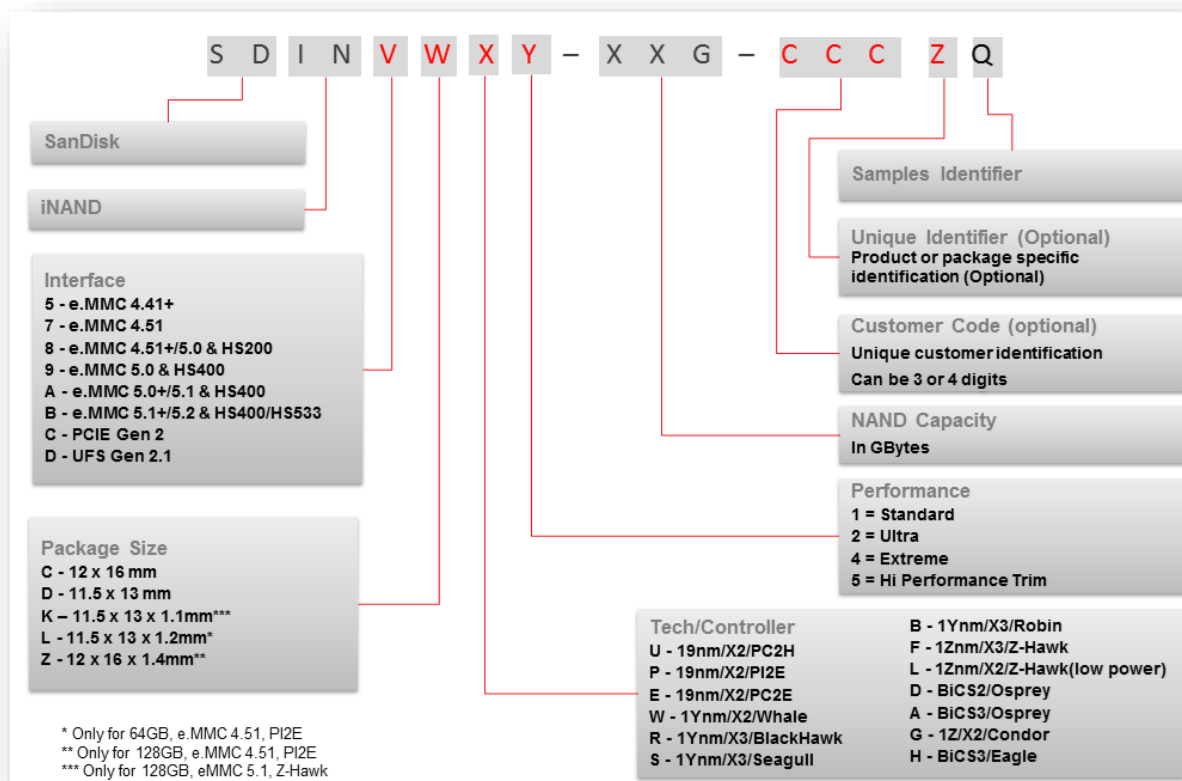 S D I N V W X Y – X X G – C C C Z Q
SanDisk
iNAND
Interface
5 - e.MMC 4.41+
7 - e.MMC 4.51
8 - e.MMC 4.51+/5.0 & HS200
9 - e.MMC 5.0 & HS400
A - e.MMC 5.0+/5.1 & HS400
B - e.MMC 5.1+/5.2 & HS400/HS533
C - PCIE Gen 2
D - UFS Gen 2.1
Package Size
C - 12 x 16 mm
D - 11.5 x 13 mm
K – 11.5 x 13 x 1.1mm***
L - 11.5 x 13 x 1.2mm*
Z - 12 x 16 x 1.4mm**
* Only for 64GB, e.MMC 4.51, PI2E
** Only for 128GB, e.MMC 4.51, PI2E
*** Only for 128GB, eMMC 5.1, Z-Hawk
Samples Identifier
Unique Identifier (Optional)
Product or package specific
identification (Optional)
Customer Code (optional)
Unique customer identification
Can be 3 or 4 digits
NAND Capacity
In GBytes
Performance
1 = Standard
2 = Ultra
4 = Extreme
5 = Hi Performance Trim
Tech/Controller
U - 19nm/X2/PC2H
P - 19nm/X2/PI2E
E - 19nm/X2/PC2E
W - 1Ynm/X2/Whale
R - 1Ynm/X3/BlackHawk
S - 1Ynm/X3/Seagull
B - 1Ynm/X3/Robin
F - 1Znm/X3/Z-Hawk
L - 1Znm/X2/Z-Hawk(low power)
D - BiCS2/Osprey
A - BiCS3/Osprey
G - 1Z/X2/Condor
H - BiCS3/Eagle